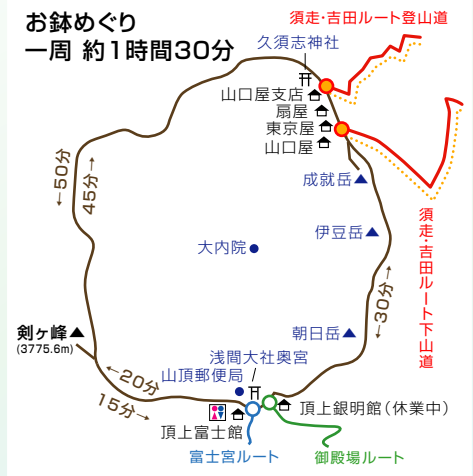 お鉢めぐり
一周 約1時間30分
須走・吉田ルート登山道
久須志神社
山口屋支店
扇屋
東京屋
山口屋
成就岳
伊豆岳
大内院
須走・吉田ルート下山道
←50分
45分→
←30分→
剣ヶ峰
(3775.6m)
朝日岳
浅間大社奥宮
山頂郵便局
←20分
15分→
頂上銀明館(休業中)
頂上富士館
富士宮ルート
御殿場ルート